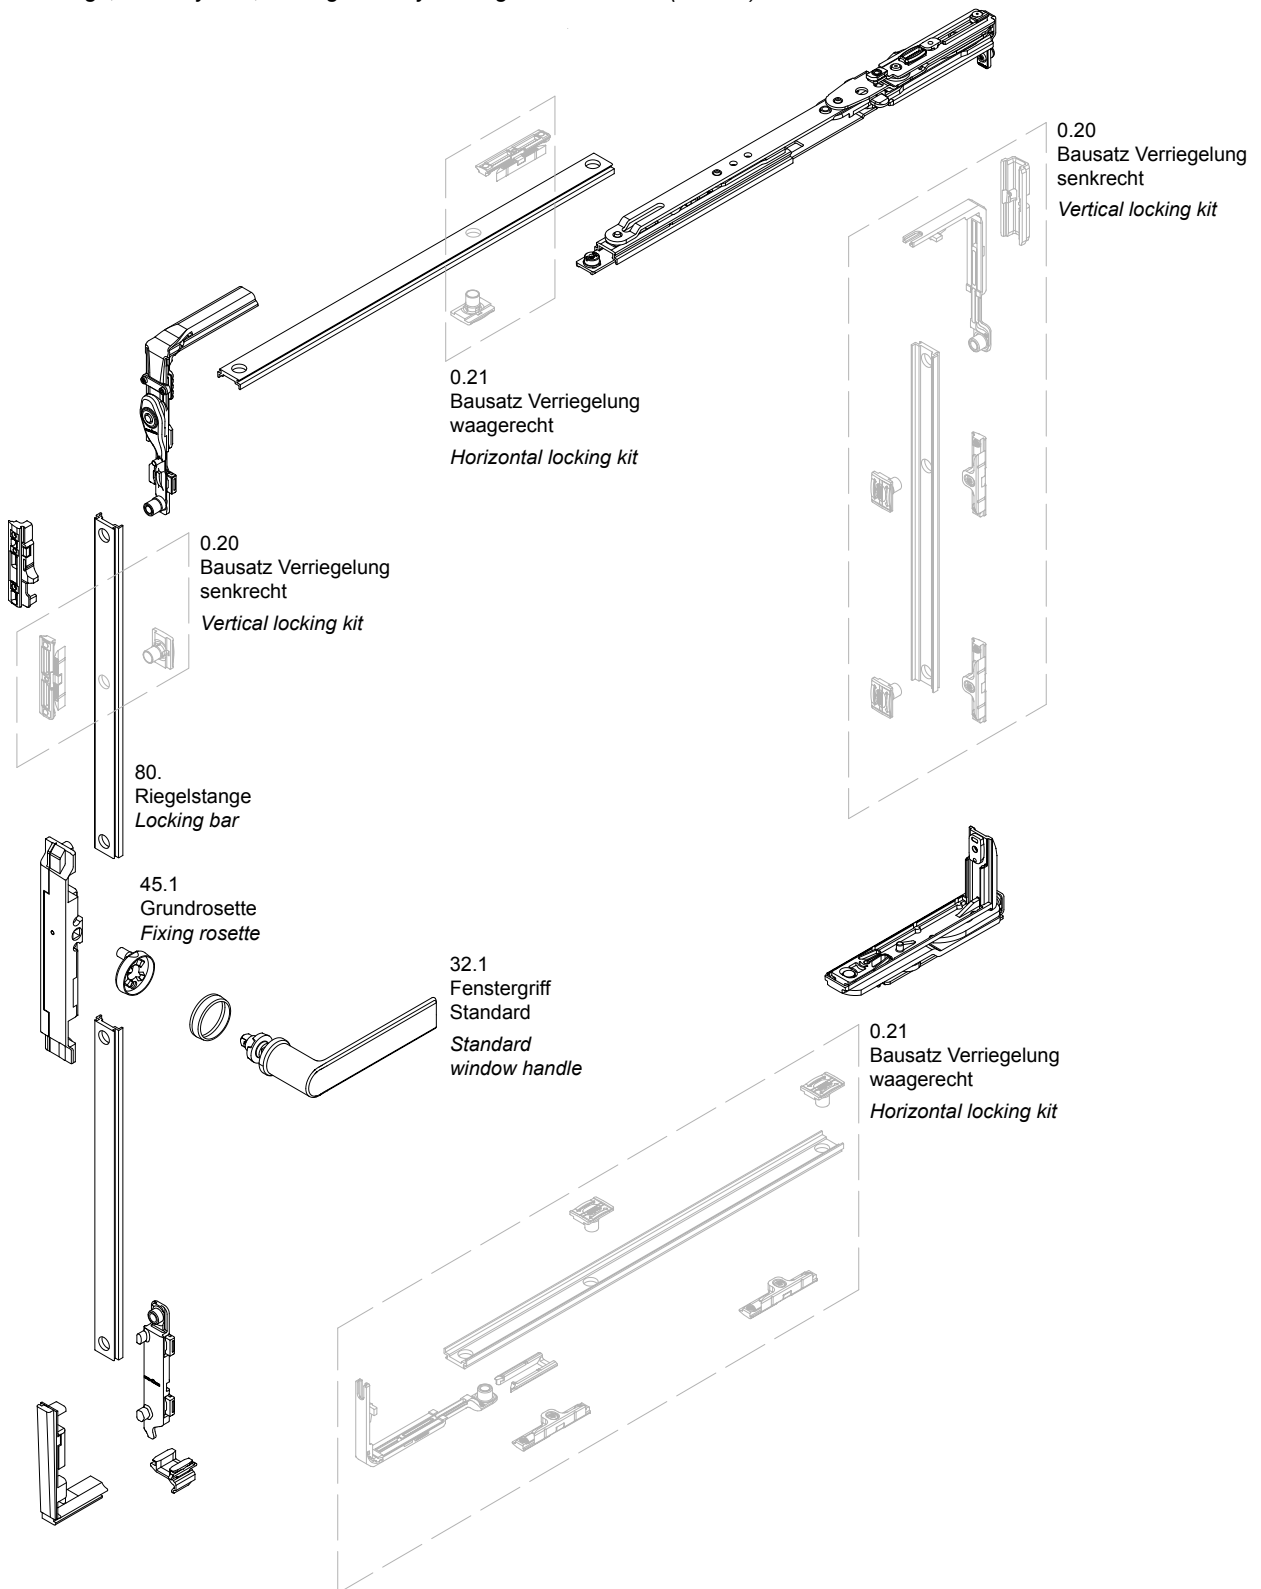 0.20
Bausatz Verriegelung
senkrecht
Vertical locking kit
0.21
Bausatz Verriegelung
waagerecht
Horizontal locking kit
0.20
Bausatz Verriegelung
senkrecht
Vertical locking kit
80.
Riegelstange
Locking bar
45.1
Grundrosette
Fixing rosette
32.1
Fenstergriff
Standard
Standard
window handle
0.21
Bausatz Verriegelung
waagerecht
Horizontal locking kit